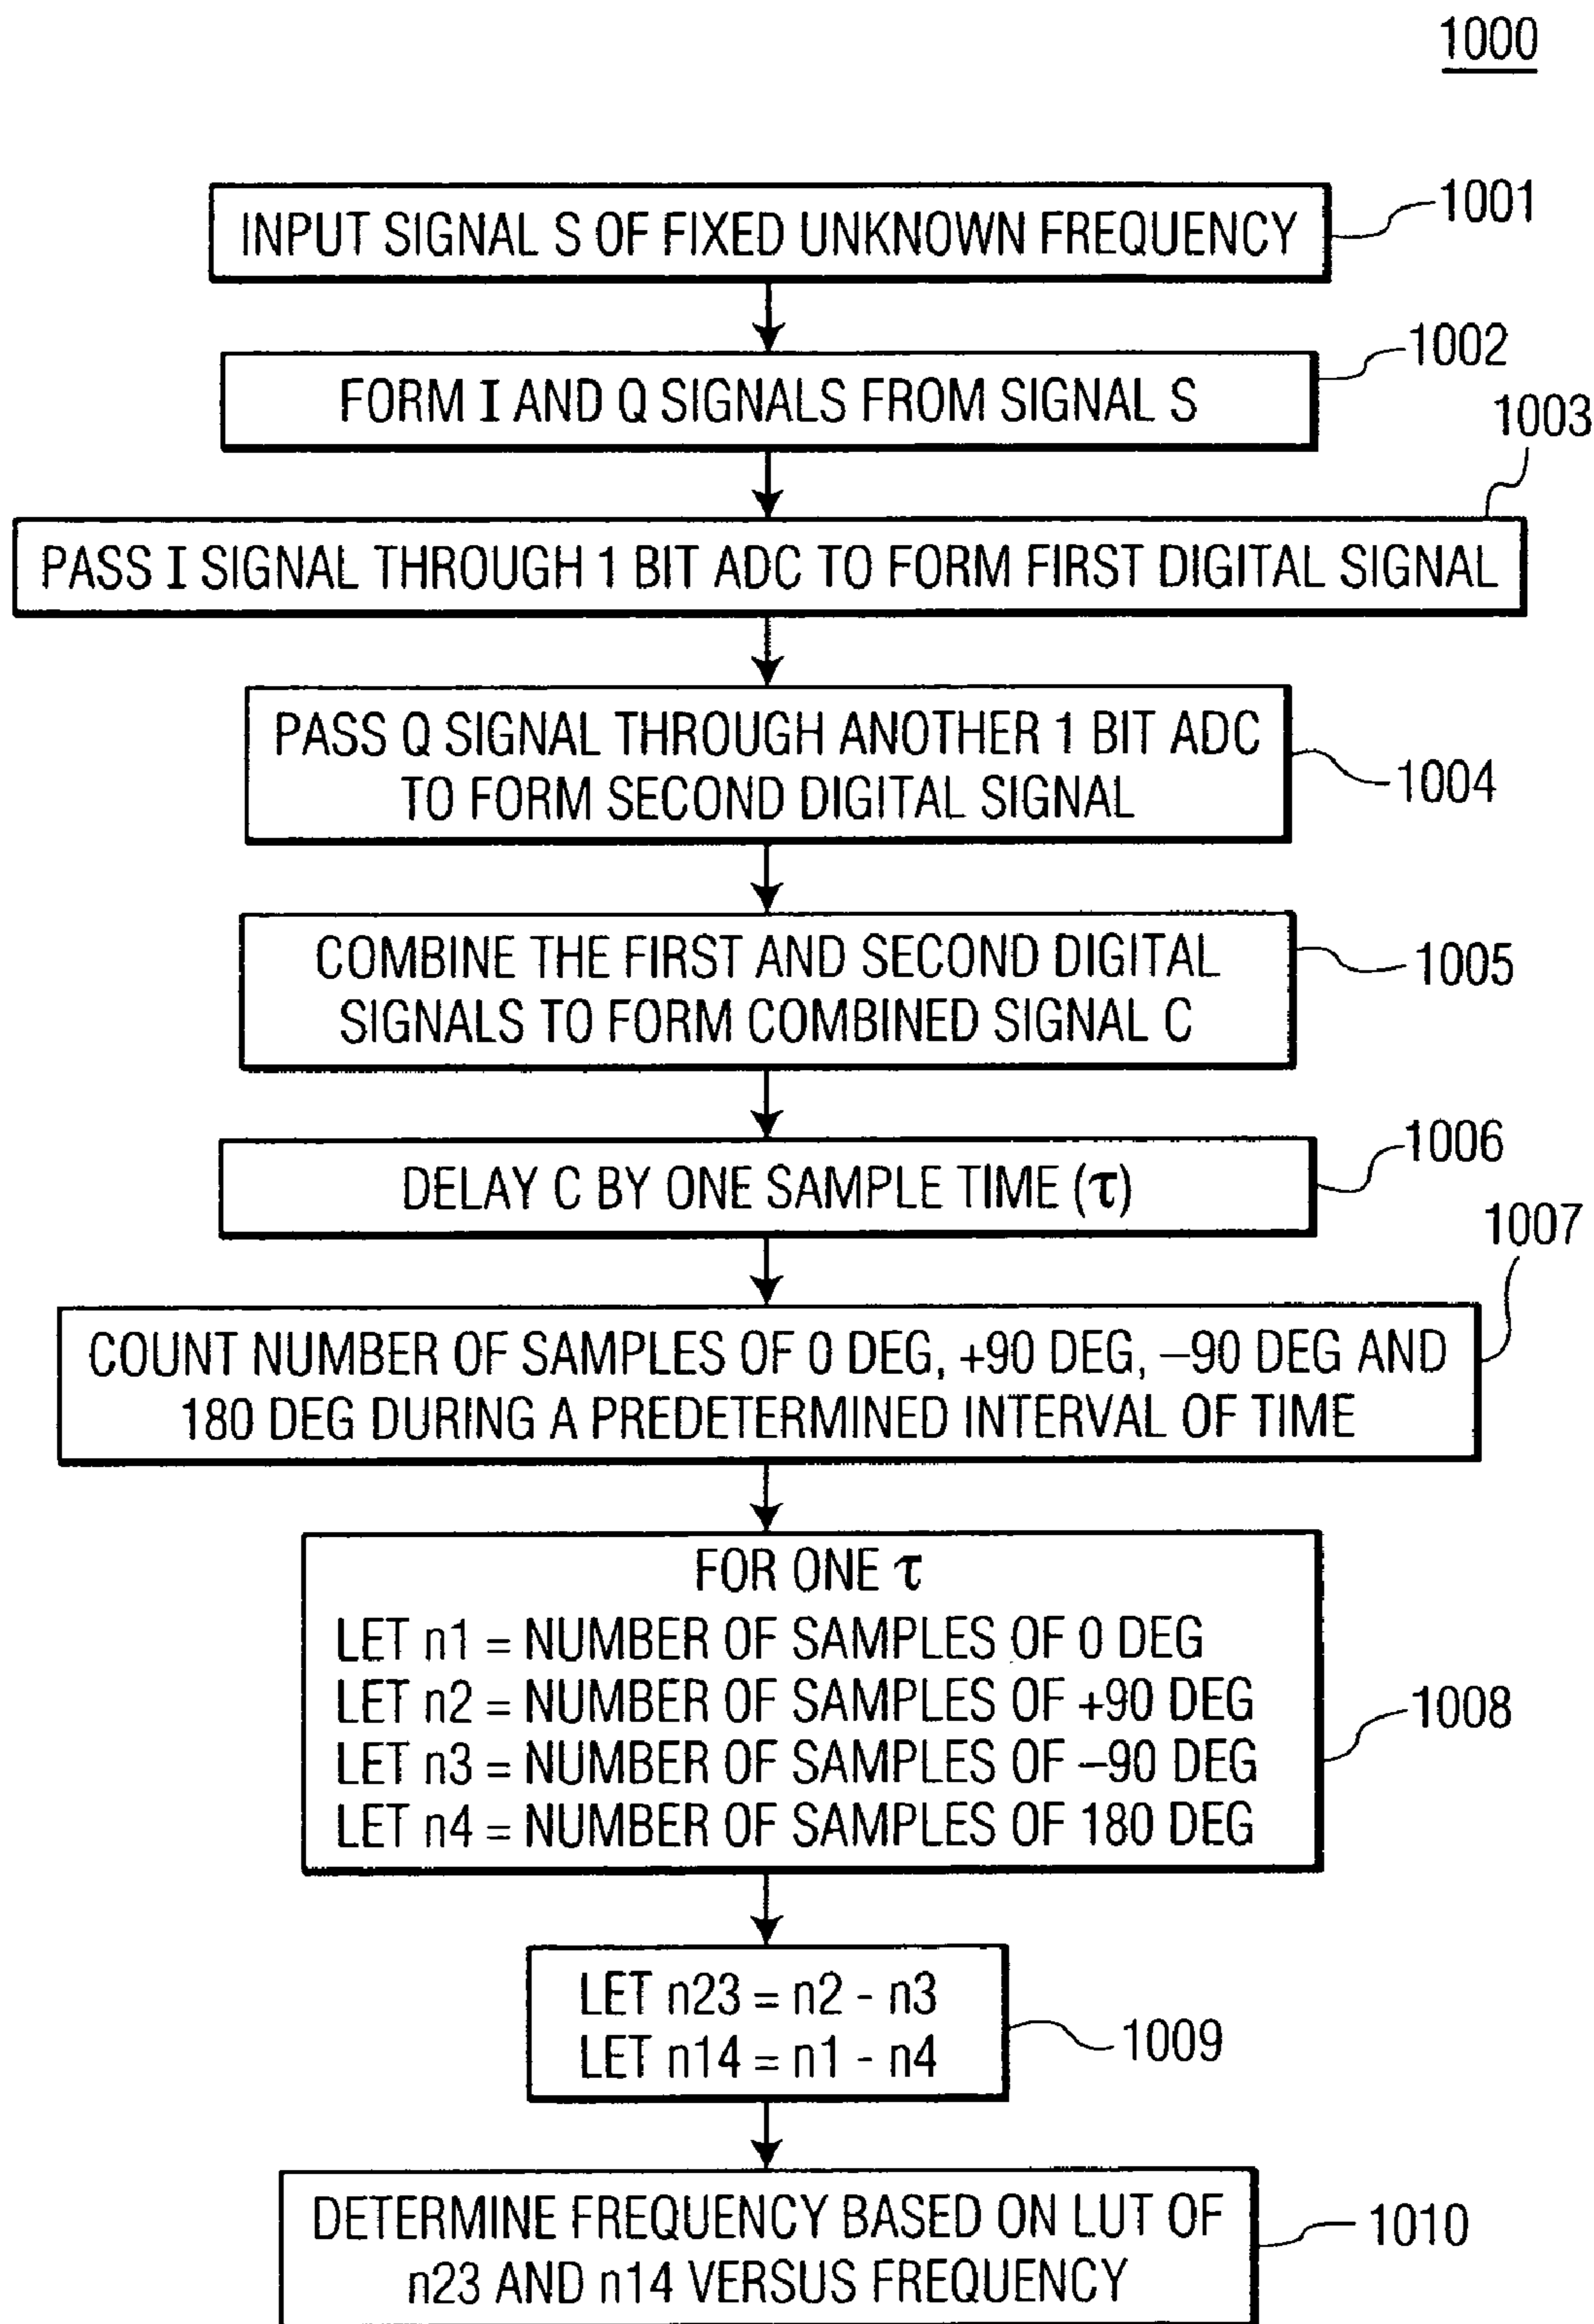 1000
INPUT SIGNAL S OF FIXED UNKNOWN FREQUENCY
1001
FORM I AND Q SIGNALS FROM SIGNAL S
1002
PASS I SIGNAL THROUGH 1 BIT ADC TO FORM FIRST DIGITAL SIGNAL
1003
PASS Q SIGNAL THROUGH ANOTHER 1 BIT ADC
TO FORM SECOND DIGITAL SIGNAL
1004
COMBINE THE FIRST AND SECOND DIGITAL
SIGNALS TO FORM COMBINED SIGNAL C
1005
DELAY C BY ONE SAMPLE TIME (τ)
1006
COUNT NUMBER OF SAMPLES OF 0 DEG, +90 DEG, –90 DEG AND
180 DEG DURING A PREDETERMINED INTERVAL OF TIME
1007
FOR ONE τ
LET n1 = NUMBER OF SAMPLES OF 0 DEG
LET n2 = NUMBER OF SAMPLES OF +90 DEG
LET n3 = NUMBER OF SAMPLES OF –90 DEG
LET n4 = NUMBER OF SAMPLES OF 180 DEG
1008
LET n23 = n2 - n3
LET n14 = n1 - n4
1009
DETERMINE FREQUENCY BASED ON LUT OF
n23 AND n14 VERSUS FREQUENCY
1010